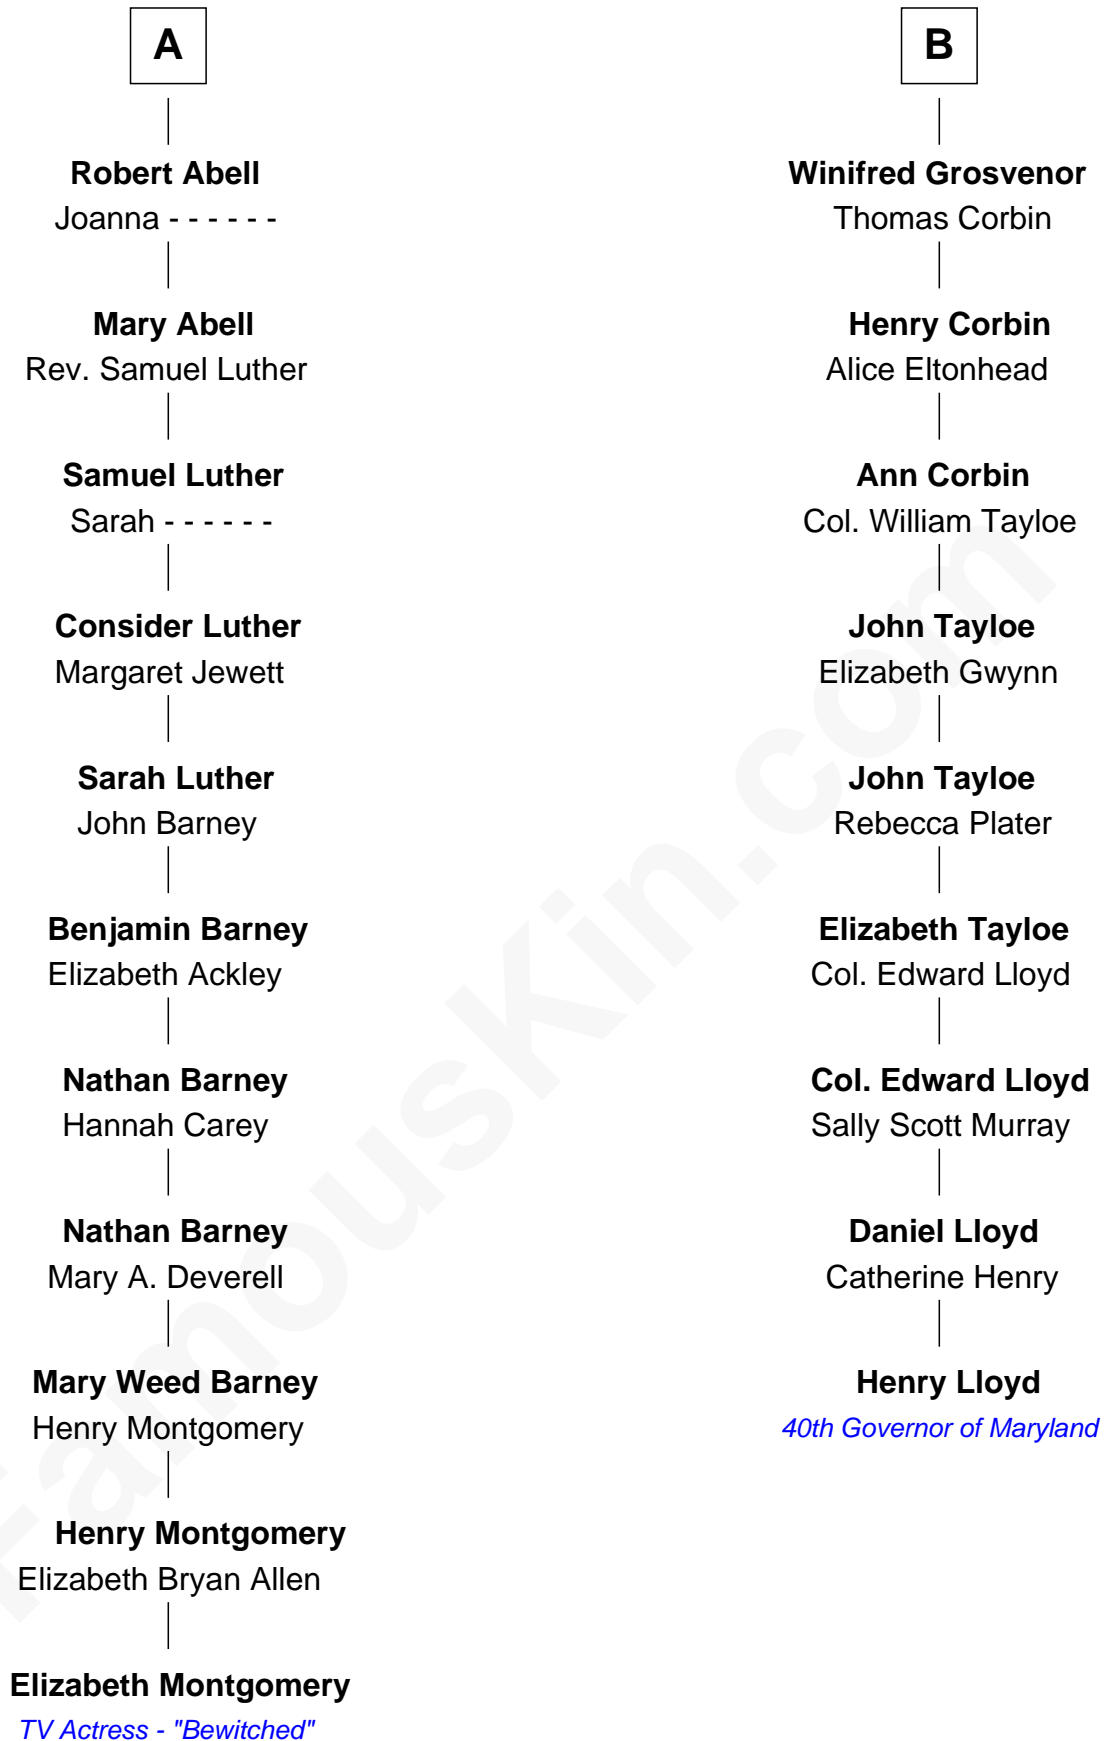 A
Robert Abell
Joanna - - - - - -
Mary Abell
Rev. Samuel Luther
Samuel Luther
Sarah - - - - - -
Consider Luther
Margaret Jewett
Sarah Luther
John Barney
Benjamin Barney
Elizabeth Ackley
Nathan Barney
Hannah Carey
Nathan Barney
Mary A. Deverell
Mary Weed Barney
Henry Montgomery
Henry Montgomery
Elizabeth Bryan Allen
Elizabeth Montgomery
TV Actress - "Bewitched"
B
Winifred Grosvenor
Thomas Corbin
Henry Corbin
Alice Eltonhead
Ann Corbin
Col. William Tayloe
John Tayloe
Elizabeth Gwynn
John Tayloe
Rebecca Plater
Elizabeth Tayloe
Col. Edward Lloyd
Col. Edward Lloyd
Sally Scott Murray
Daniel Lloyd
Catherine Henry
Henry Lloyd
40th Governor of Maryland
FamousKin.com